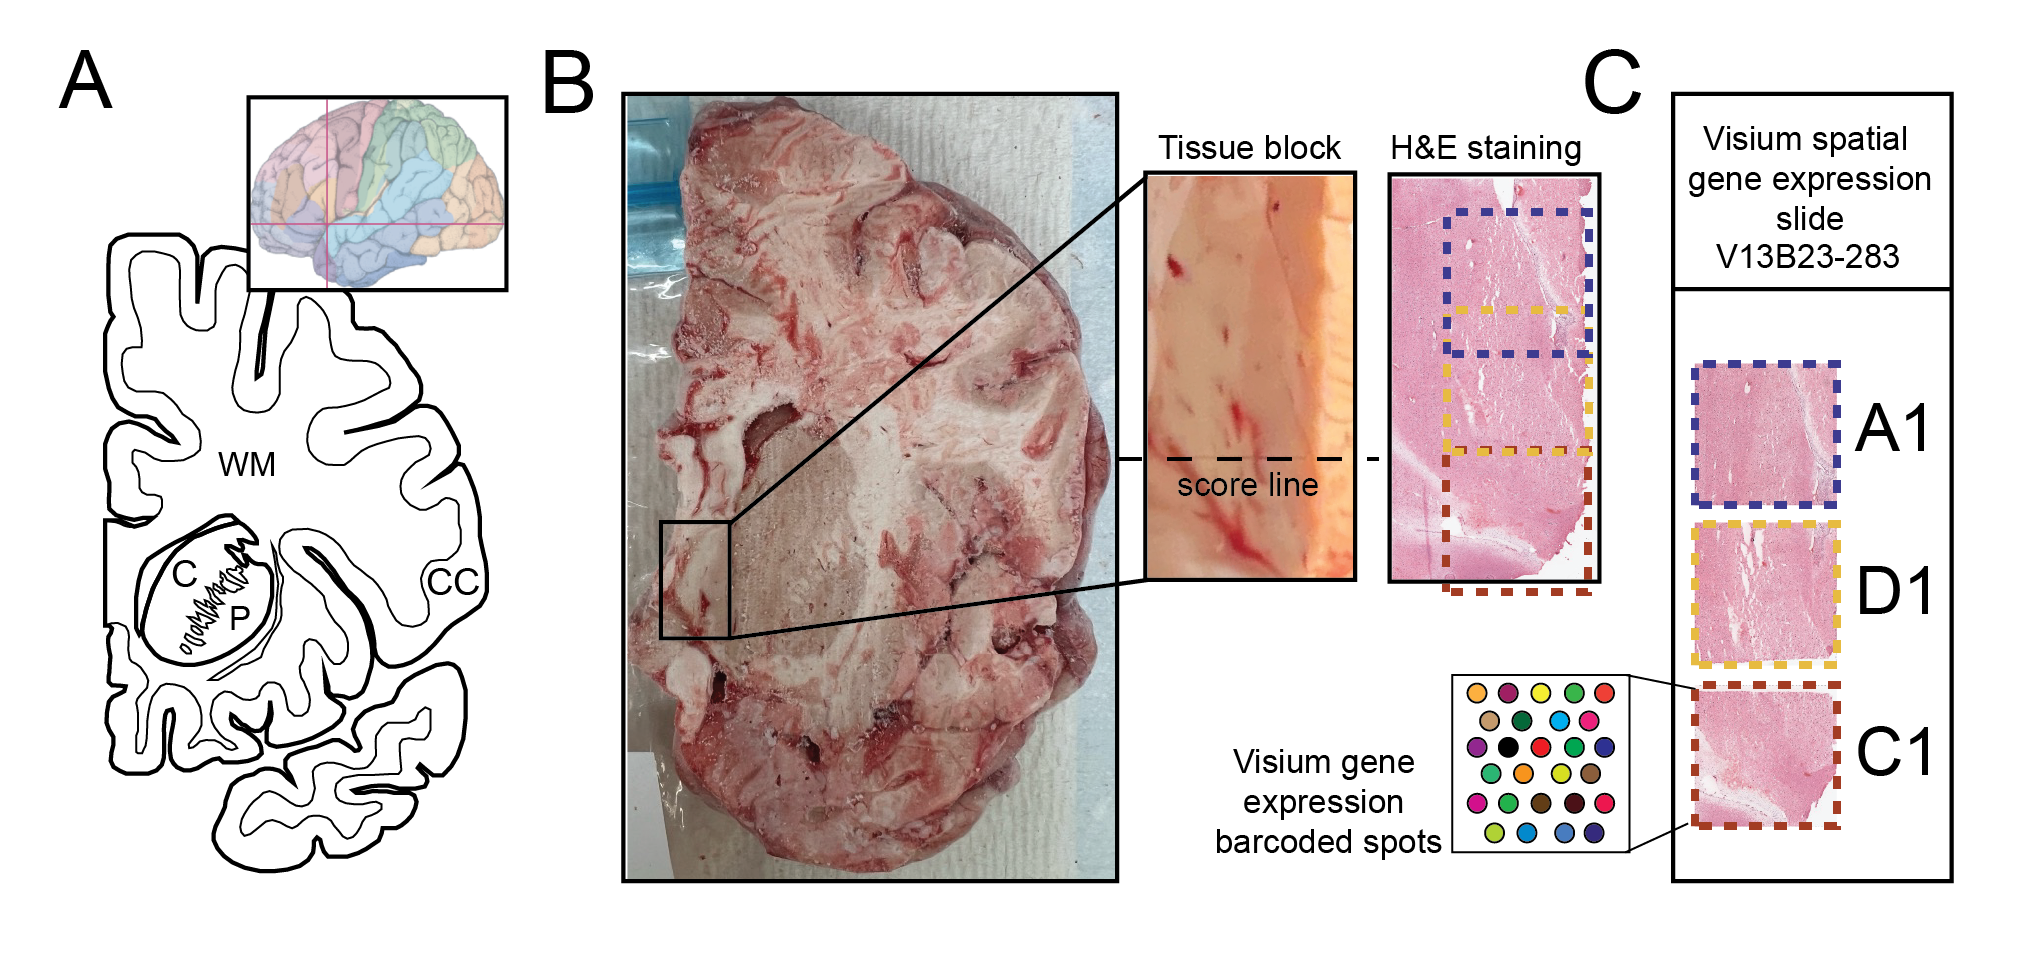 A
WM
C
P
CC
B
Tissue block
score line
H&E staining
C
Visium spatial
gene expression
slide
V13B23-283
A1
D1
C1
Visium gene
expression
barcoded spots